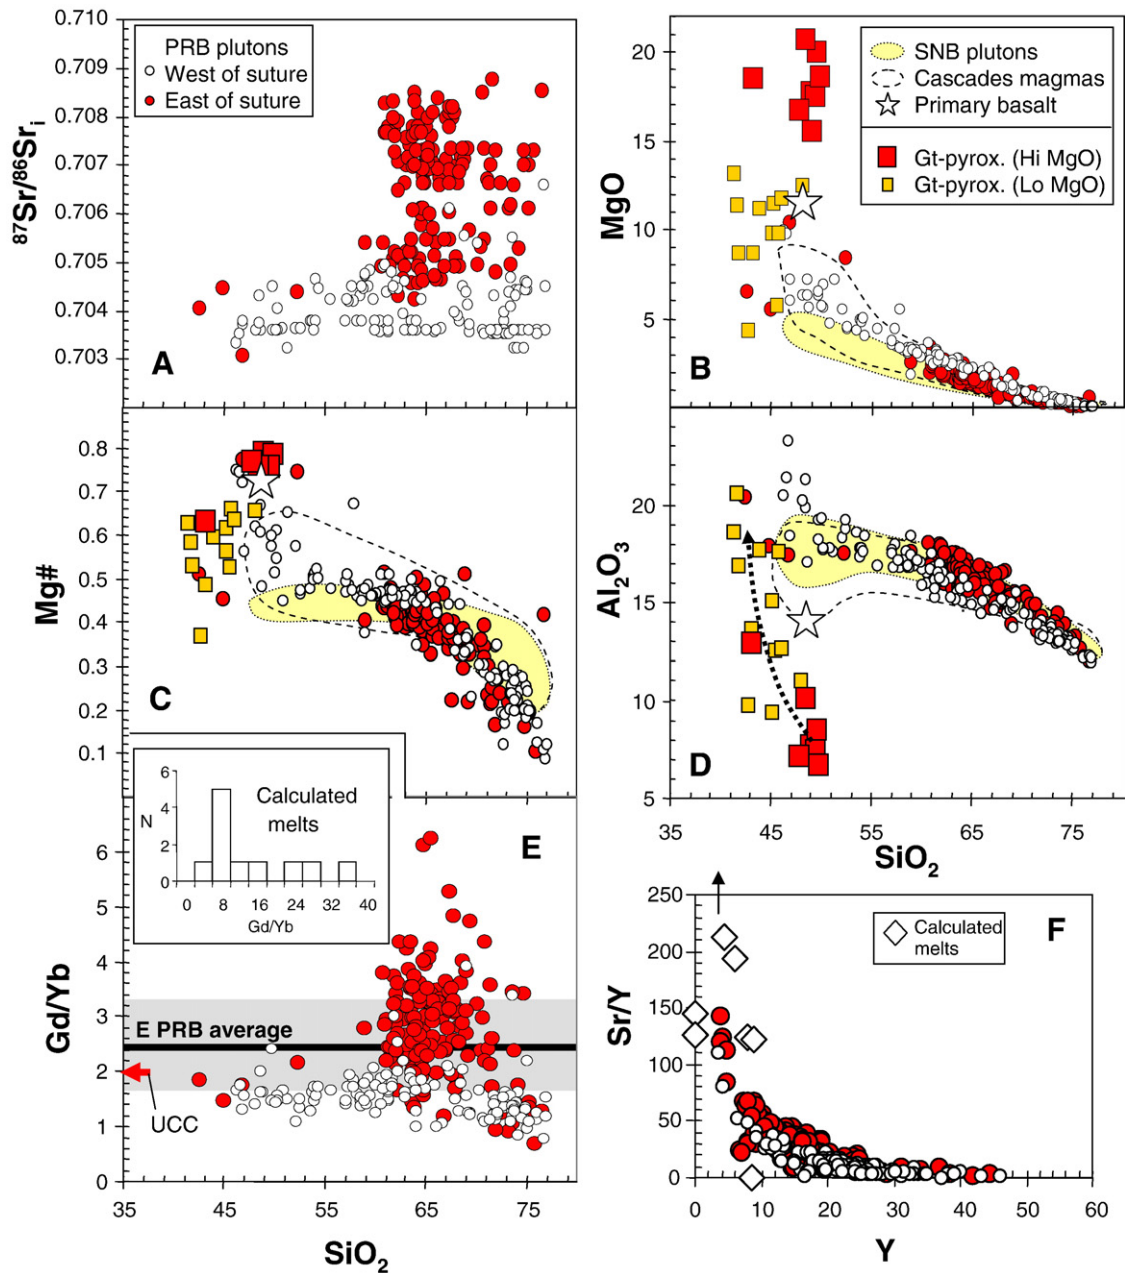 0.710
0.709
0.708
0.707
0.706
0.705
0.704
0.703
⁸⁷Sr/⁸⁶Srᵢ
PRB plutons
West of suture
East of suture
A
20
15
10
5
MgO
SNB plutons
Cascades magmas
Primary basalt
Gt-pyrox. (Hi MgO)
Gt-pyrox. (Lo MgO)
B
45
55
65
75
0.8
0.7
0.6
0.5
0.4
0.3
0.2
0.1
Mg#
C
20
15
10
5
Al₂O₃
D
35
45
55
65
75
SiO₂
6
4
2
0
N
Calculated
melts
0
8
16
24
32
40
Gd/Yb
E
6
5
4
3
2
1
0
Gd/Yb
E PRB average
UCC
35
45
55
65
75
SiO₂
250
200
150
100
50
0
Sr/Y
Calculated
melts
F
0
10
20
30
40
50
60
Y